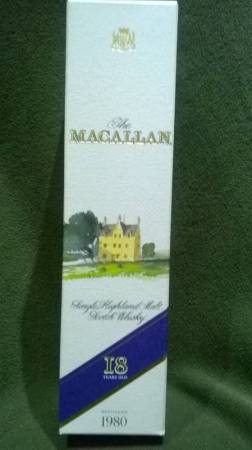 The
MACALLAN
Single Highland Malt
Scotch Whisky
18
YEARS OLD
DISTILLED
1980